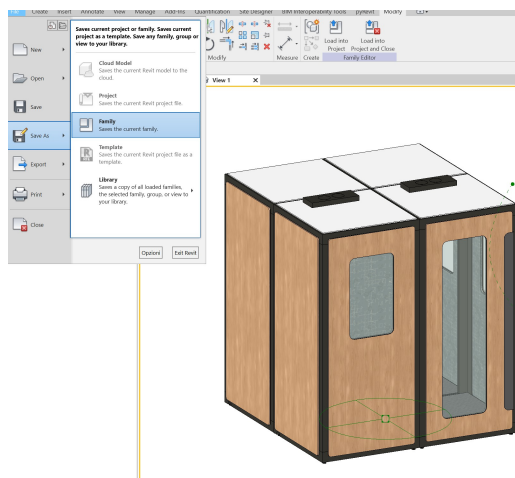 File Create Insert Annotate View Manage Add-Ins Quantification Site Designer BIM Interoperability Tools pyRevit Modify
Saves current project or family. Saves current
project as a template. Save any family, group or
view to your library.
New
Open
Save
Save As
Export
Print
Close
Cloud Model
Saves the current Revit model to the
cloud.
Project
Saves the current Revit project file.
Family
Saves the current family.
Template
Saves the current Revit project file as a
template.
Library
Saves a copy of all loaded families,
the selected family, group, or view to
your library.
Opzioni
Exit Revit
Load into
Project
Load into
Project and Close
Modify
Measure
Create
Family Editor
View 1